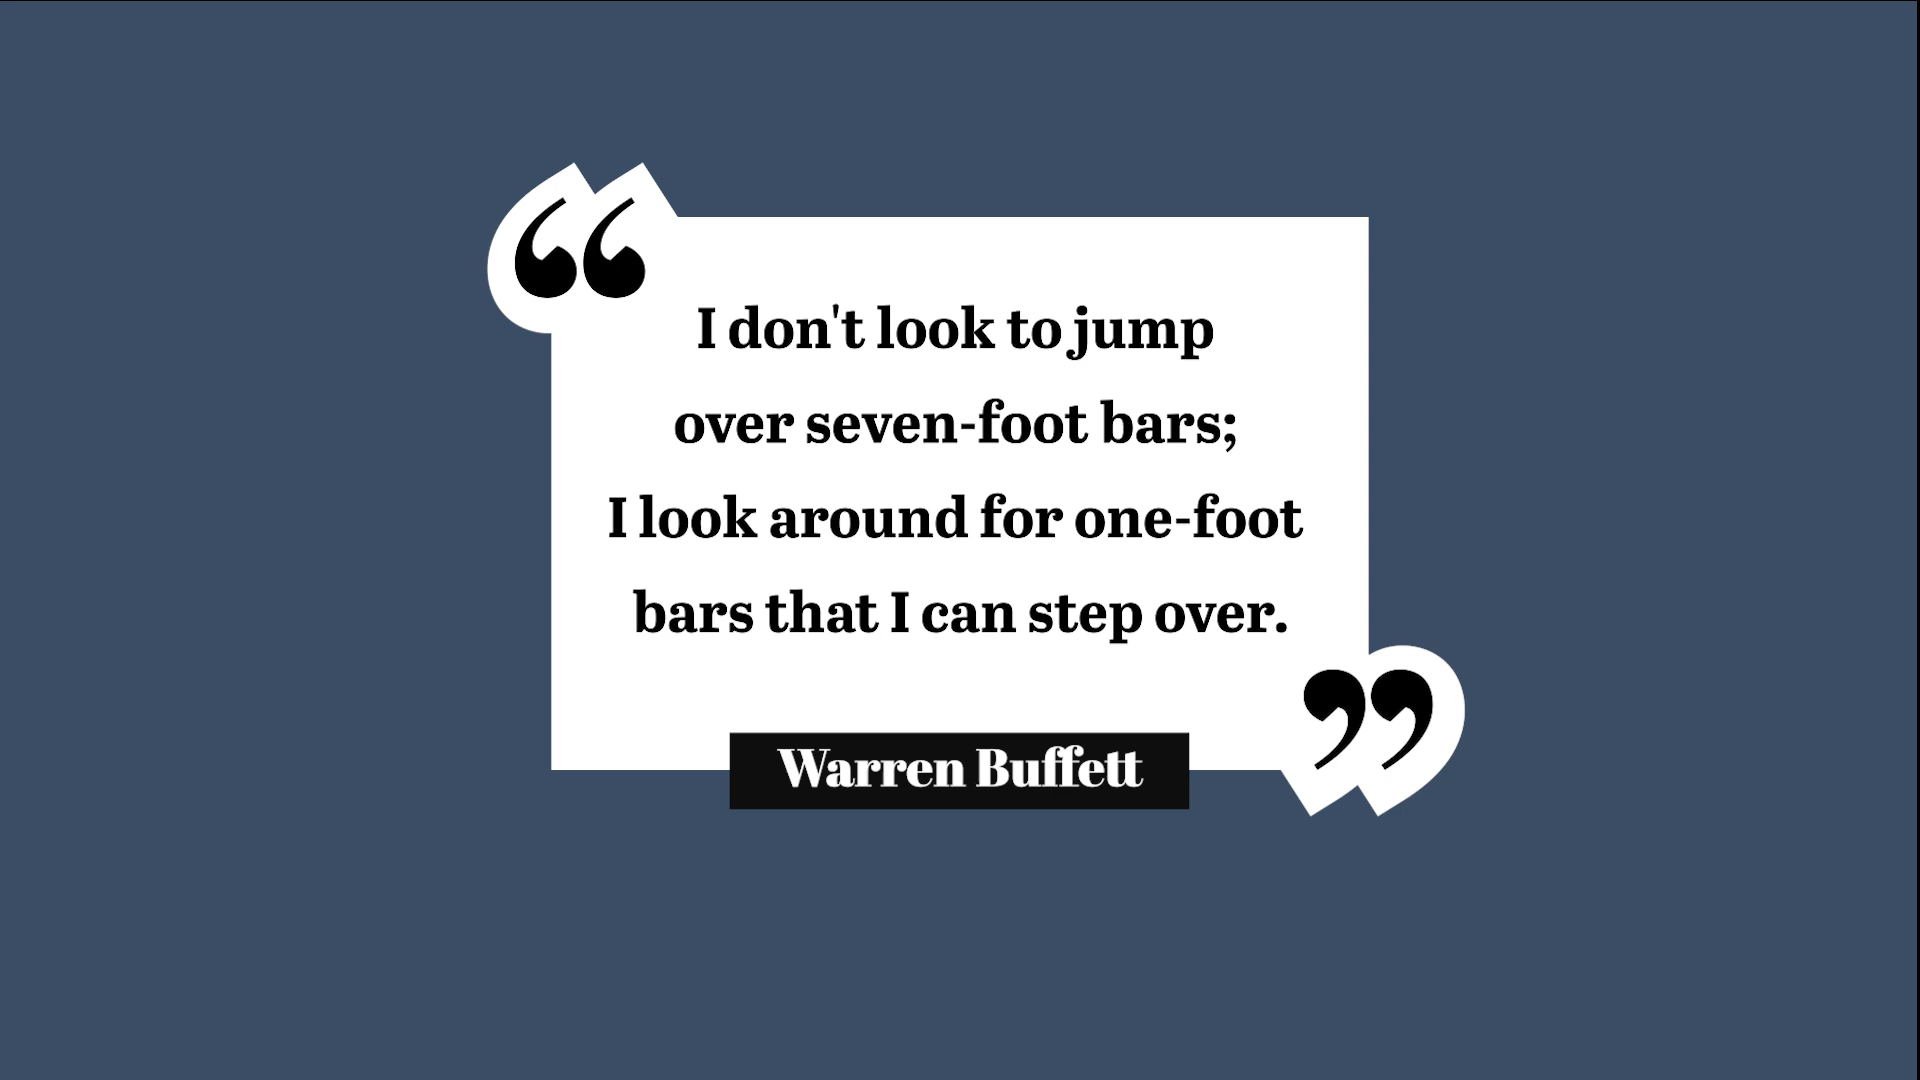 “
I don't look to jump
over seven-foot bars;
I look around for one-foot
bars that I can step over.
”
Warren Buffett